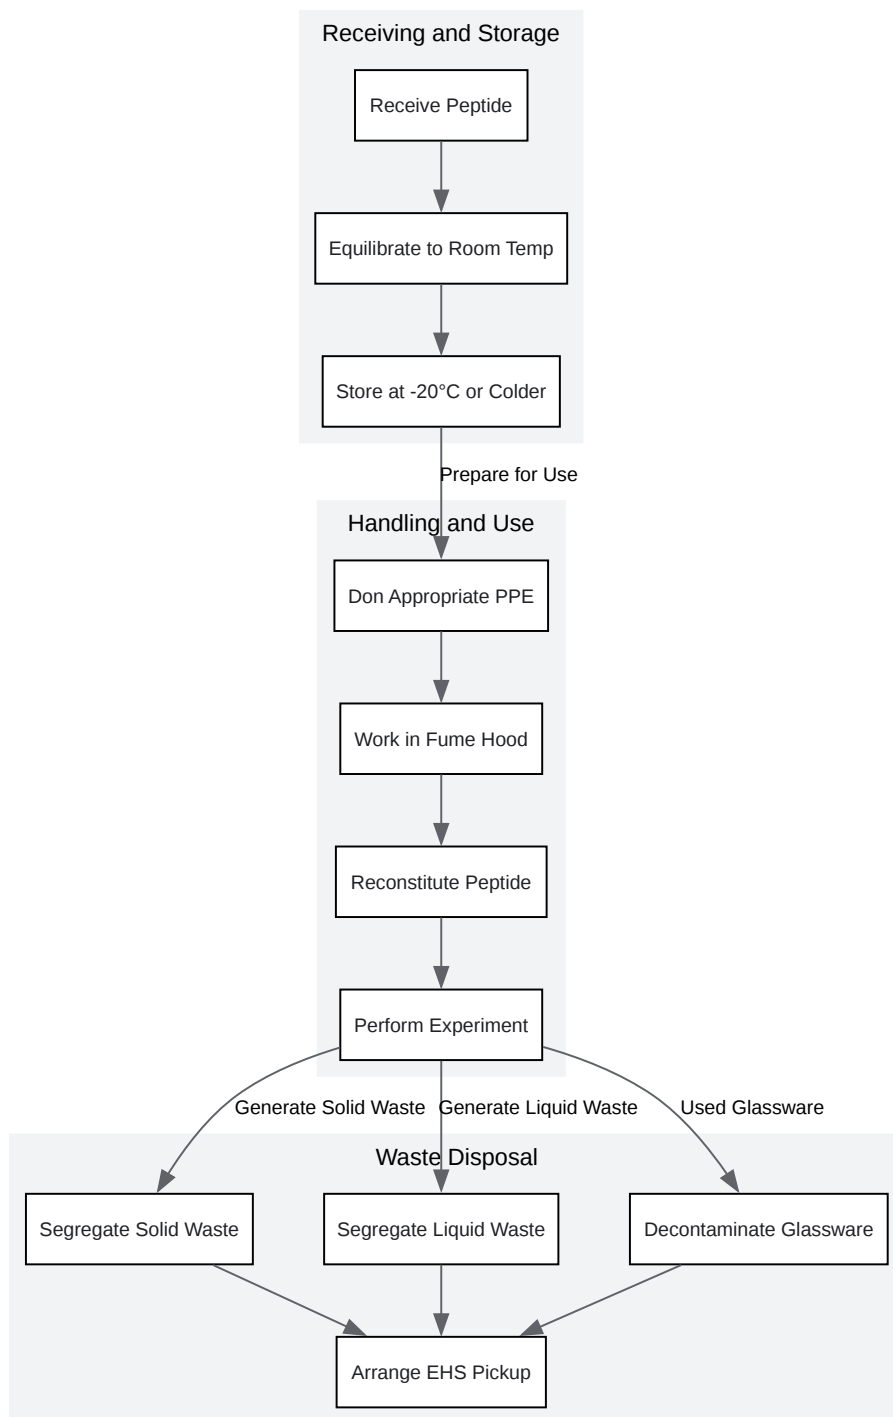 Receiving and Storage
Receive Peptide
Equilibrate to Room Temp
Store at -20°C or Colder
Prepare for Use
Handling and Use
Don Appropriate PPE
Work in Fume Hood
Reconstitute Peptide
Perform Experiment
Generate Solid Waste
Generate Liquid Waste
Used Glassware
Waste Disposal
Segregate Solid Waste
Segregate Liquid Waste
Decontaminate Glassware
Arrange EHS Pickup